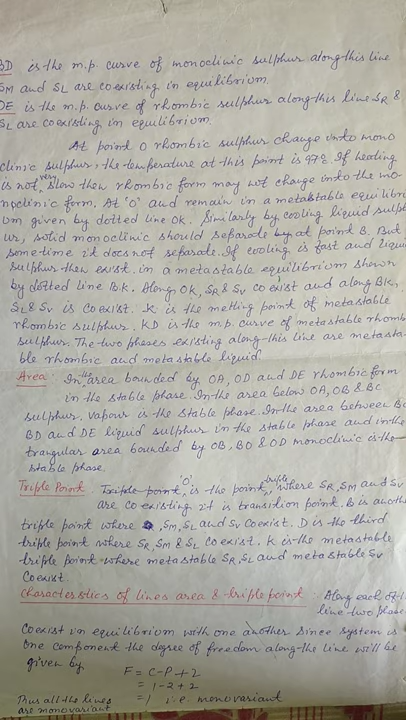 BD is the m.p. curve of monoclinic sulphur along this line
SM and SL are coexisting in equilibrium.
DE is the m.p. curve of rhombic sulphur along this line SR &
SL are coexisting in equilibrium.
At point O rhombic sulphur change into mono
clinic sulphur, the temperature at this point is 97°C. If heating
is not very slow then rhombic form may not change into the mo-
noclinic form. At 'O' and remain in a metastable equilibri
um given by dotted line OK. Similarly by cooling liquid sulph
ur, solid monoclinic should separate by at point B. But
sometime it does not separate. If cooling is fast and liqui
sulphur then exist in a metastable equilibrium shown
by dotted line BK. Along OK, SR & SV co exist and along BK,
SL & SV is coexist. K is the melting point of metastable
rhombic sulphur. KD is the m.p. curve of metastable rhomb
sulphur. The two phases existing along this line are metasta-
ble rhombic and metastable liquid.
Area : In the area bounded by OA, OD and DE rhombic form
in the stable phase. In the area below OA, OB & BC
sulphur. Vapour is the stable phase. In the area between BC
BD and DE liquid sulphur in the stable phase and in the
trangular area bounded by OB, BD & OD monoclinic is the
stable phase.
Triple Point : 'O' is the triple point, where SR, SM and SV
are co existing it is transition point. B is anoth
triple point where SM, SL and SV coexist. D is the third
triple point where SR, SM & SL co exist. K is the metastable
triple point where metastable SR, SL and metastable SV
Coexist.
Characterstics of lines area & triple point : Along each of t
line two phase
Coexist in equilibrium with one another since system is
one component the degree of freedom along the line will be
given by F = C-P+2
= 1-2+2
Thus all the lines = 1 i.e. monovariant
are monovariant